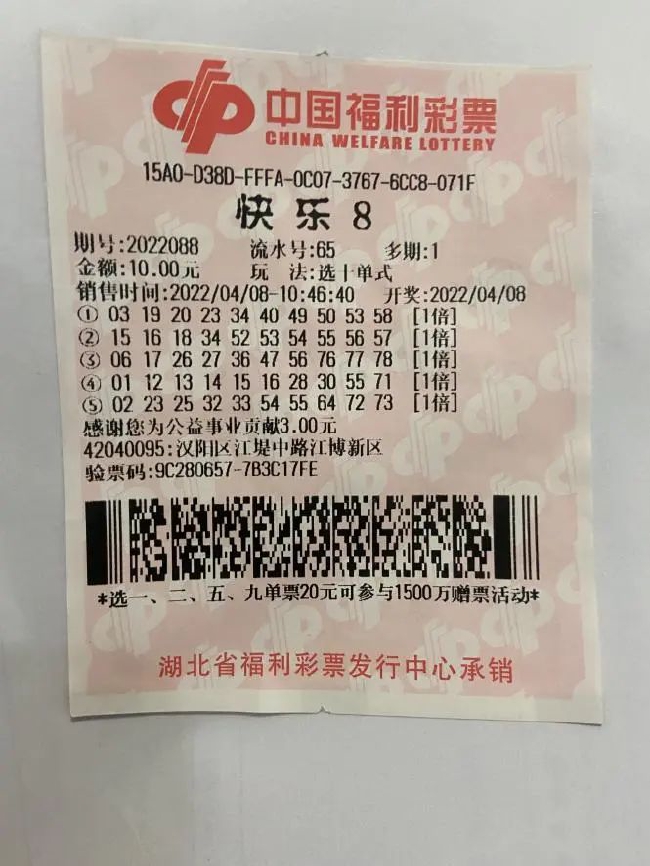 中国福利彩票
CHINA WELFARE LOTTERY
15A0-D38D-FFFA-0C07-3767-6CC8-071F
快乐8
期号:2022088 流水号:65 多期:1
金额:10.00元 玩 法:选十单式
销售时间:2022/04/08-10:46:40 开奖:2022/04/08
① 03 19 20 23 34 40 49 50 53 58 [1倍]
② 15 16 18 34 52 53 54 55 56 57 [1倍]
③ 06 17 26 27 36 47 56 76 77 78 [1倍]
④ 01 12 13 14 15 16 28 30 55 71 [1倍]
⑤ 02 23 25 32 33 54 55 64 72 73 [1倍]
感谢您为公益事业贡献3.00元
42040095:汉阳区江堤中路江博新区
验票码:9C280657-7B3C17FE
*选一、二、五、九单票20元可参与1500万赠票活动*
湖北省福利彩票发行中心承销